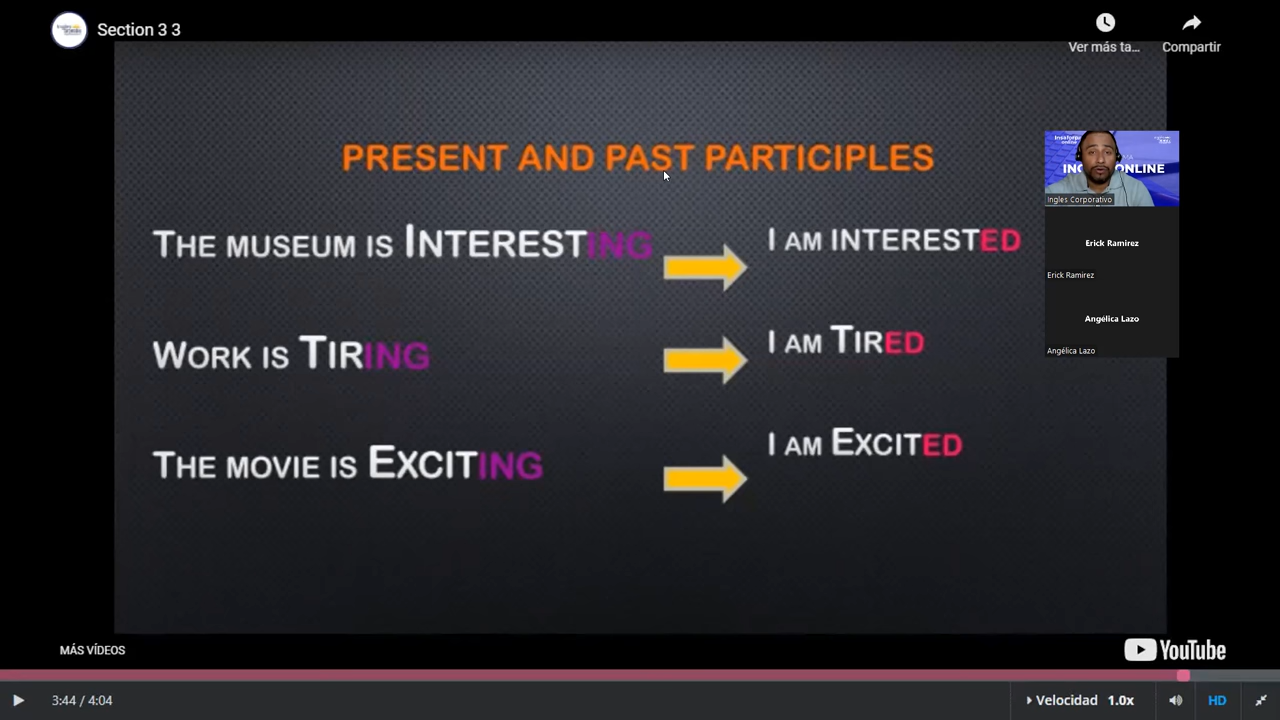 Section 3 3
Ver más ta...
Compartir
PRESENT AND PAST PARTICIPLES
THE MUSEUM IS INTERESTING
I AM INTERESTED
WORK IS TIRING
I AM TIRED
THE MOVIE IS EXCITING
I AM EXCITED
Ingles Corporativo
Erick Ramirez
Erick Ramirez
Angélica Lazo
Angélica Lazo
MÁS VÍDEOS
YouTube
3:44 / 4:04
Velocidad 1.0x
HD